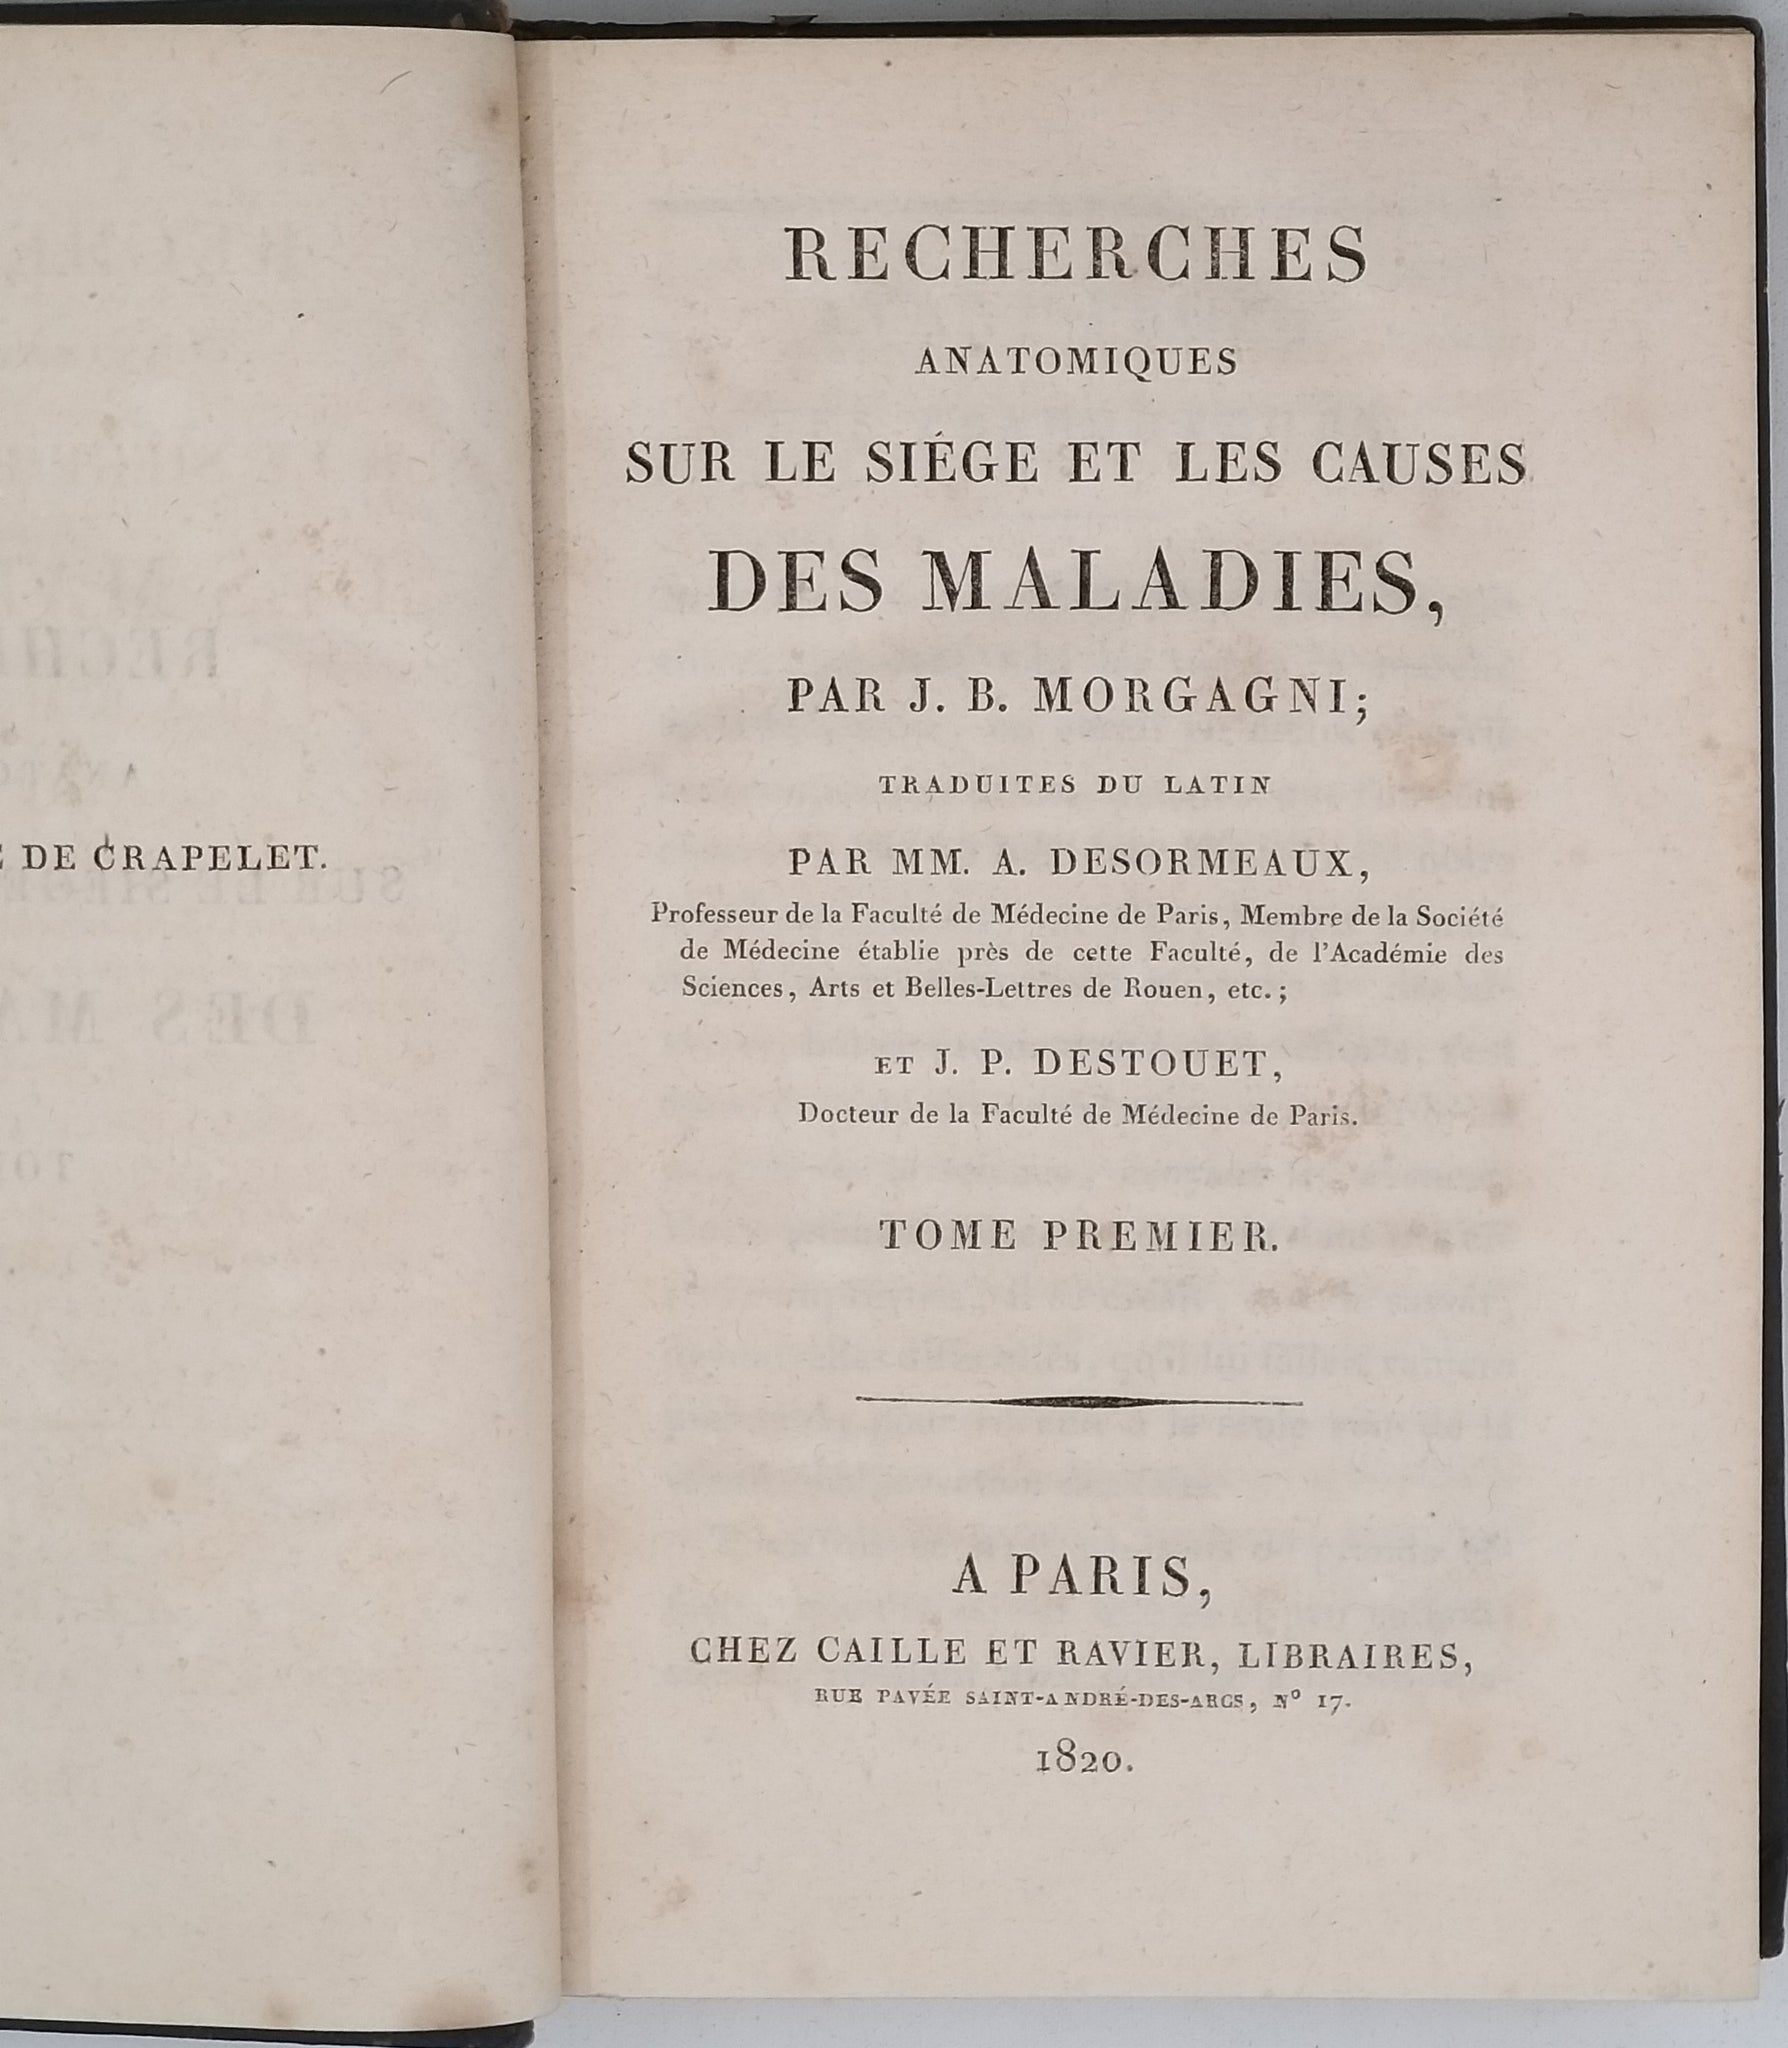 DE CRAPELET.
RECHERCHES
ANATOMIQUES
SUR LE SIÉGE ET LES CAUSES
DES MALADIES,
PAR J. B. MORGAGNI;
TRADUITES DU LATIN
PAR MM. A. DESORMEAUX,
Professeur de la Faculté de Médecine de Paris, Membre de la Société
de Médecine établie près de cette Faculté, de l'Académie des
Sciences, Arts et Belles-Lettres de Rouen, etc.;
ET J. P. DESTOUET,
Docteur de la Faculté de Médecine de Paris.
TOME PREMIER.
A PARIS,
CHEZ CAILLE ET RAVIER, LIBRAIRES,
RUE PAVÉE SAINT-ANDRÉ-DES-ARCS, Nº 17.
1820.